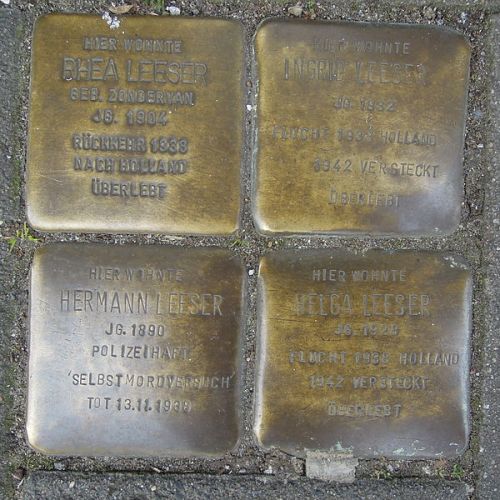 HIER WOHNTE
RHEA LEESER
GEB. ZONDERVAN
JG. 1904
RÜCKKEHR 1938
NACH HOLLAND
ÜBERLEBT
HIER WOHNTE
INGRID LEESER
JG. 1932
FLUCHT 1938 HOLLAND
1942 VERSTECKT
ÜBERLEBT
HIER WOHNTE
HERMANN LEESER
JG. 1890
POLIZEIHAFT
'SELBSTMORDVERSUCH'
TOT 13.11.1938
HIER WOHNTE
HELGA LEESER
JG. 1928
FLUCHT 1938 HOLLAND
1942 VERSTECKT
ÜBERLEBT